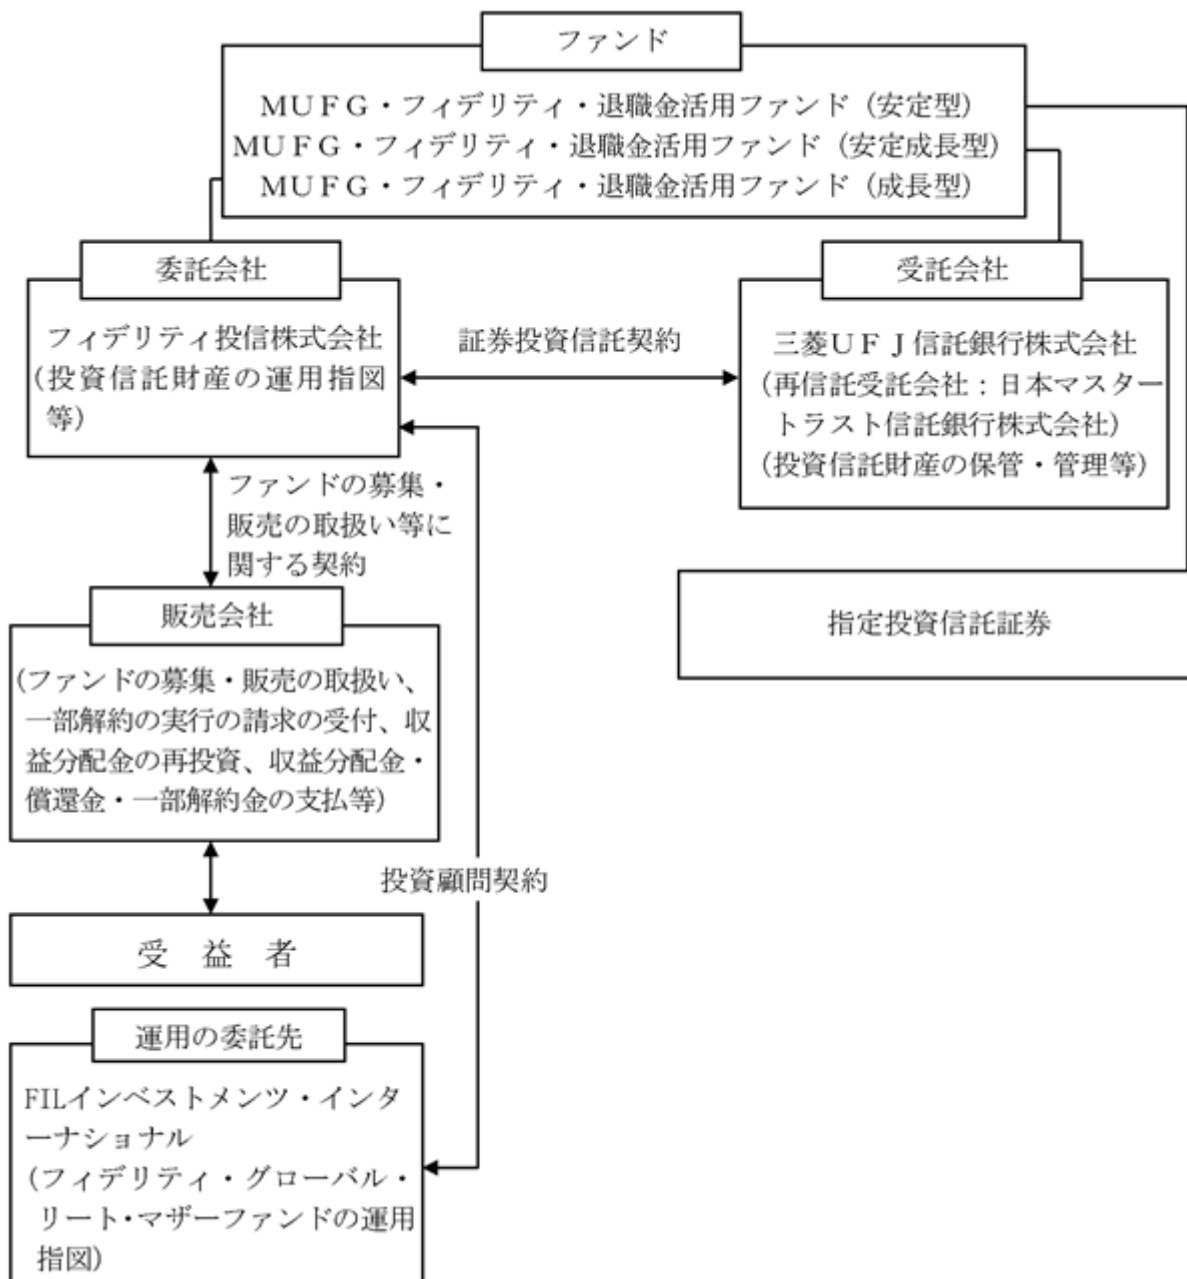 ファンド
MUFG・フィデリティ・退職金活用ファンド（安定型）
MUFG・フィデリティ・退職金活用ファンド（安定成長型）
MUFG・フィデリティ・退職金活用ファンド（成長型）
委託会社
フィデリティ投信株式会社
（投資信託財産の運用指図
等）
証券投資信託契約
受託会社
三菱UFJ信託銀行株式会社
（再信託受託会社：日本マスター
トラスト信託銀行株式会社）
（投資信託財産の保管・管理等）
ファンドの募集・
販売の取扱い等に
関する契約
指定投資信託証券
販売会社
（ファンドの募集・販売の取扱い、
一部解約の実行の請求の受付、収
益分配金の再投資、収益分配金・
償還金・一部解約金の支払等）
投資顧問契約
受 益 者
運用の委託先
FILインベストメンツ・インタ
ーナショナル
（フィデリティ・グローバル・
リート・マザーファンドの運用
指図）